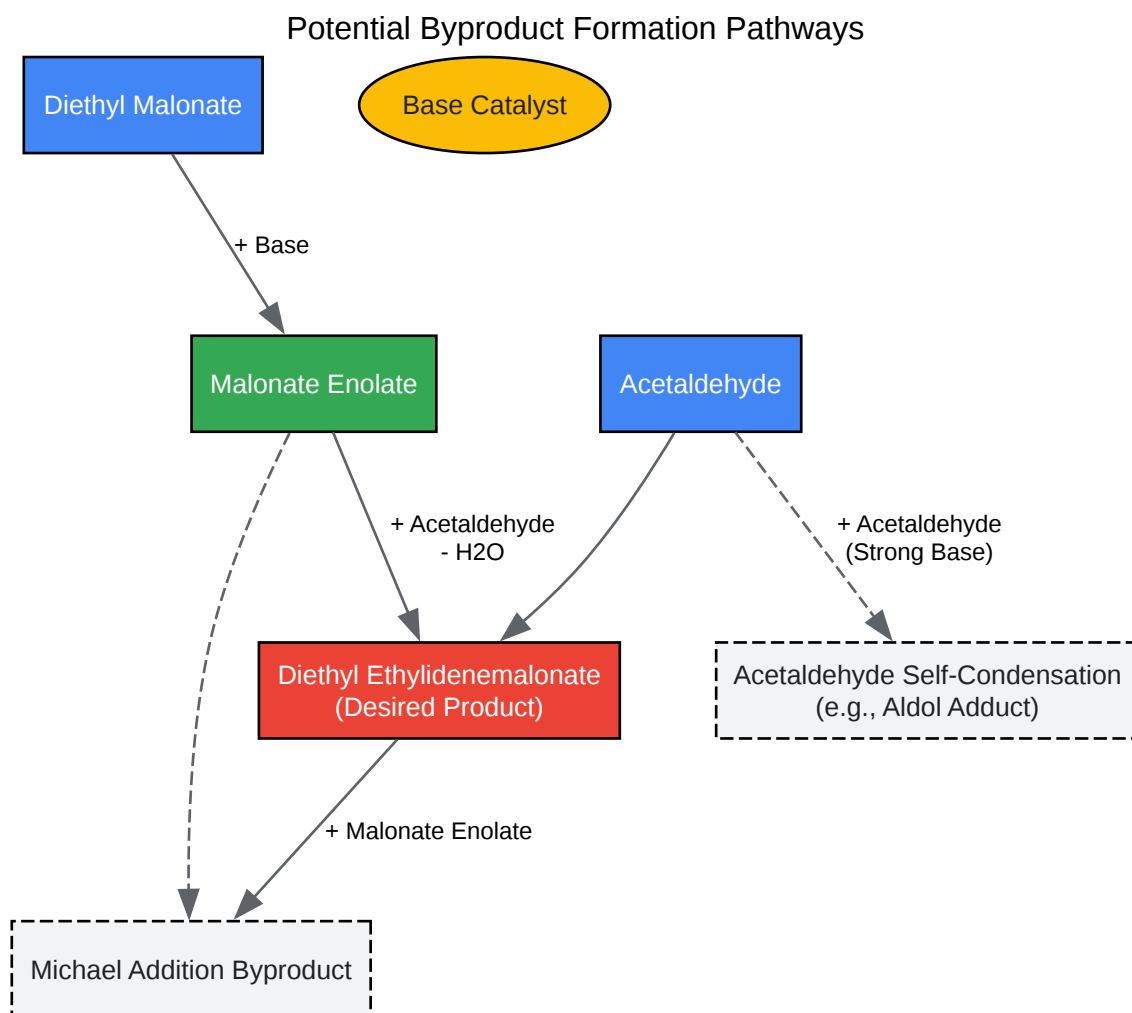 Potential Byproduct Formation Pathways
Diethyl Malonate
Base Catalyst
+ Base
Malonate Enolate
Acetaldehyde
+ Acetaldehyde
- H2O
+ Acetaldehyde
(Strong Base)
Diethyl Ethylidenemalonate
(Desired Product)
Acetaldehyde Self-Condensation
(e.g., Aldol Adduct)
+ Malonate Enolate
Michael Addition Byproduct